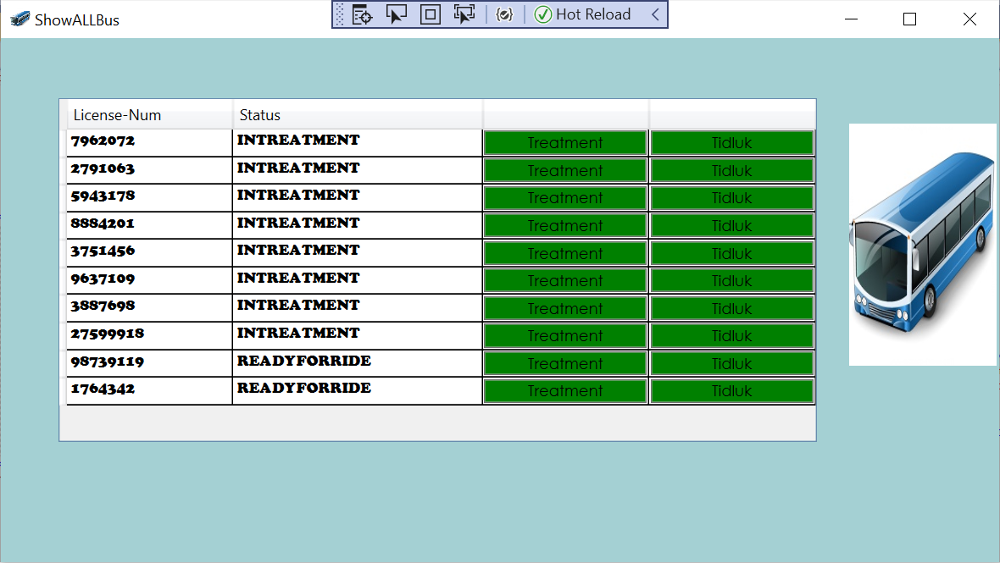 ShowALLBus
Hot Reload
License-Num Status
7962072 INTREATMENT Treatment Tidluk
2791063 INTREATMENT Treatment Tidluk
5943178 INTREATMENT Treatment Tidluk
8884201 INTREATMENT Treatment Tidluk
3751456 INTREATMENT Treatment Tidluk
9637109 INTREATMENT Treatment Tidluk
3887698 INTREATMENT Treatment Tidluk
27599918 INTREATMENT Treatment Tidluk
98739119 READYFORRIDE Treatment Tidluk
1764342 READYFORRIDE Treatment Tidluk